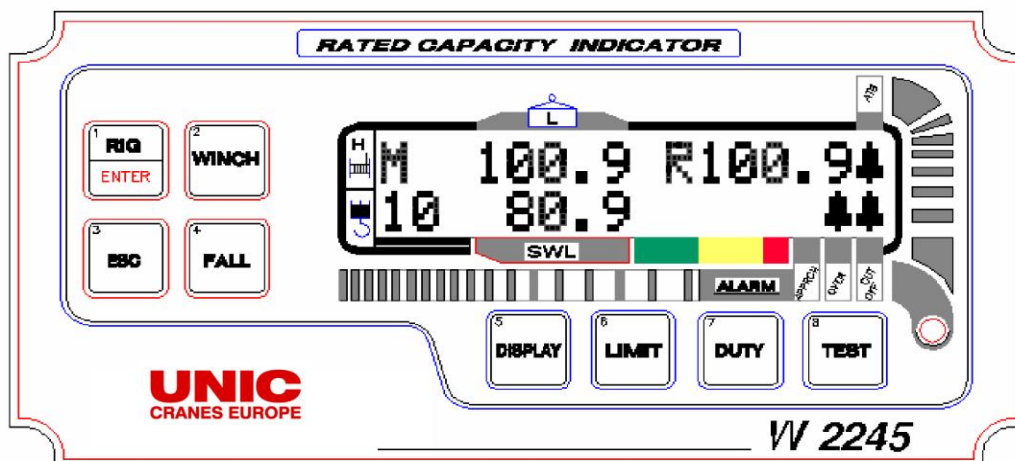 RATED CAPACITY INDICATOR
ATB
L
1
RIG
ENTER
2
WINCH
H
M 100.9 R100.9
10 80.9
3
ESC
4
FALL
SWL
ALARM
APPRCH
OVER
CUT OFF
5
DISPLAY
6
LIMIT
7
DUTY
8
TEST
UNIC
CRANES EUROPE
W 2245